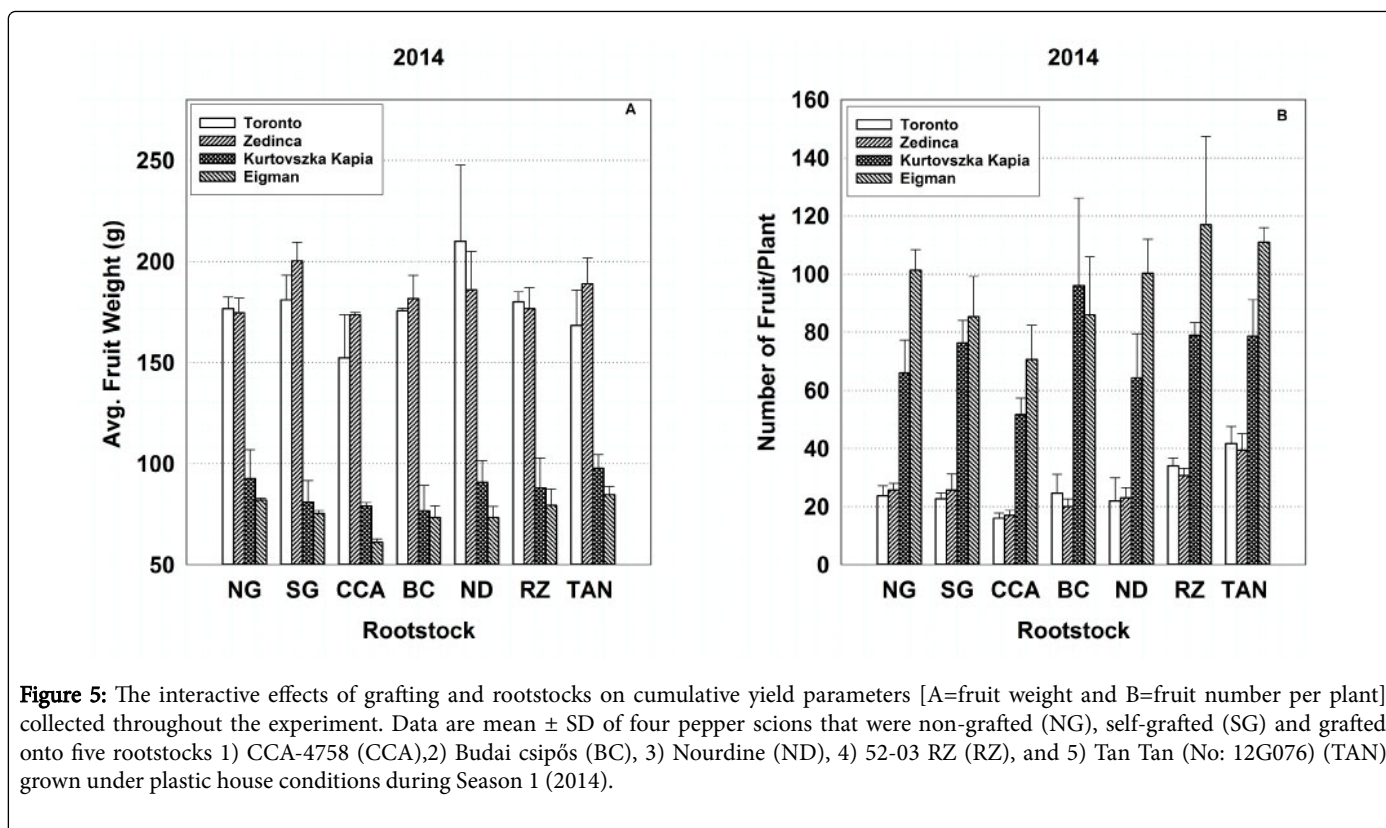 2014
A
Toronto
Zedinca
Kurtovszka Kapia
Eigman
Avg. Fruit Weight (g)
250
200
150
100
50
NG SG CCA BC ND RZ TAN
Rootstock
2014
B
Toronto
Zedinca
Kurtovszka Kapia
Eigman
Number of Fruit/Plant
160
140
120
100
80
60
40
20
0
NG SG CCA BC ND RZ TAN
Rootstock
Figure 5: The interactive effects of grafting and rootstocks on cumulative yield parameters [A=fruit weight and B=fruit number per plant]
collected throughout the experiment. Data are mean ± SD of four pepper scions that were non-grafted (NG), self-grafted (SG) and grafted
onto five rootstocks 1) CCA-4758 (CCA),2) Budai csipős (BC), 3) Nourdine (ND), 4) 52-03 RZ (RZ), and 5) Tan Tan (No: 12G076) (TAN)
grown under plastic house conditions during Season 1 (2014).